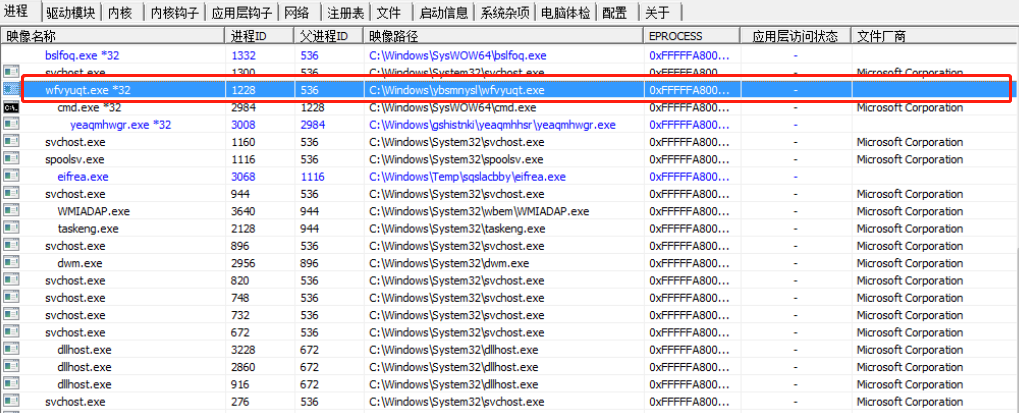 进程 驱动模块 内核 内核钩子 应用层钩子 网络 注册表 文件 启动信息 系统杂项 电脑体检 配置 关于
映像名称 进程ID 父进程ID 映像路径 EPROCESS 应用层访问状态 文件厂商
bslfoq.exe *32 1332 536 C:\Windows\SysWOW64\bslfoq.exe 0xFFFFFA800... -
svchost.exe 1300 536 C:\Windows\System32\svchost.exe 0xFFFFFA800... - Microsoft Corporation
wfvyuqt.exe *32 1228 536 C:\Windows\ybsmnysl\wfvyuqt.exe 0xFFFFFA800... -
cmd.exe *32 2984 1228 C:\Windows\SysWOW64\cmd.exe 0xFFFFFA800... - Microsoft Corporation
yeaqmhwgr.exe *32 3008 2984 C:\Windows\gshistnki\yeaqmhhsr\yeaqmhwgr.exe 0xFFFFFA800... -
svchost.exe 1160 536 C:\Windows\System32\svchost.exe 0xFFFFFA800... - Microsoft Corporation
spoolsv.exe 1116 536 C:\Windows\System32\spoolsv.exe 0xFFFFFA800... - Microsoft Corporation
eifrea.exe 3068 1116 C:\Windows\Temp\sqslacbby\eifrea.exe 0xFFFFFA800... -
svchost.exe 944 536 C:\Windows\System32\svchost.exe 0xFFFFFA800... - Microsoft Corporation
WMIADAP.exe 3640 944 C:\Windows\System32\wbem\WMIADAP.exe 0xFFFFFA800... - Microsoft Corporation
taskeng.exe 2128 944 C:\Windows\System32\taskeng.exe 0xFFFFFA800... - Microsoft Corporation
svchost.exe 896 536 C:\Windows\System32\svchost.exe 0xFFFFFA800... - Microsoft Corporation
dwm.exe 2956 896 C:\Windows\System32\dwm.exe 0xFFFFFA800... - Microsoft Corporation
svchost.exe 820 536 C:\Windows\System32\svchost.exe 0xFFFFFA800... - Microsoft Corporation
svchost.exe 748 536 C:\Windows\System32\svchost.exe 0xFFFFFA800... - Microsoft Corporation
svchost.exe 732 536 C:\Windows\System32\svchost.exe 0xFFFFFA800... - Microsoft Corporation
svchost.exe 672 536 C:\Windows\System32\svchost.exe 0xFFFFFA800... - Microsoft Corporation
dllhost.exe 3228 672 C:\Windows\System32\dllhost.exe 0xFFFFFA800... - Microsoft Corporation
dllhost.exe 2860 672 C:\Windows\System32\dllhost.exe 0xFFFFFA800... - Microsoft Corporation
dllhost.exe 916 672 C:\Windows\System32\dllhost.exe 0xFFFFFA800... - Microsoft Corporation
svchost.exe 276 536 C:\Windows\System32\svchost.exe 0xFFFFFA800... - Microsoft Corporation